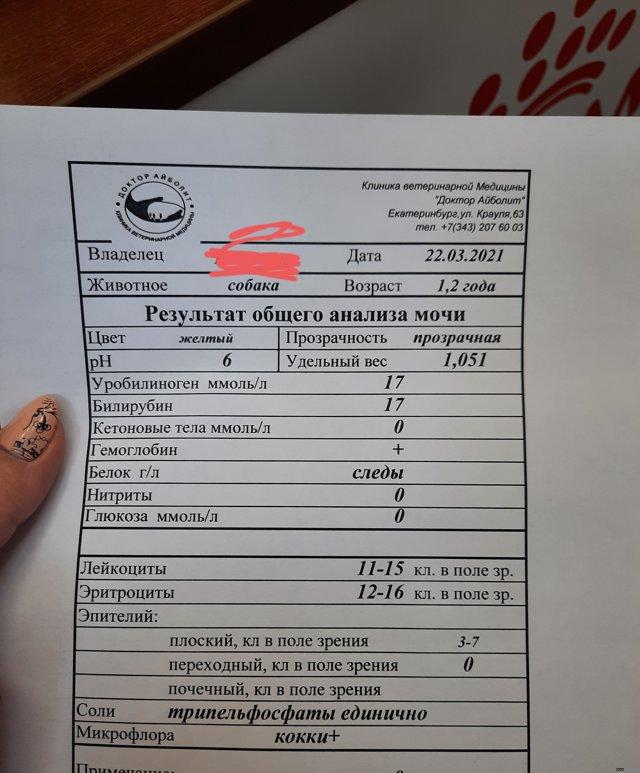 ДОКТОР АЙБОЛИТ
КЛИНИКА ВЕТЕРИНАРНОЙ МЕДИЦИНЫ
Клиника ветеринарной Медицины
"Доктор Айболит"
Екатеринбург,ул. Крауля,63
тел. +7(343) 207 60 03
Владелец Дата 22.03.2021
Животное собака Возраст 1,2 года
Результат общего анализа мочи
Цвет желтый Прозрачность прозрачная
pH 6 Удельный вес 1,051
Уробилиноген ммоль/л 17
Билирубин 17
Кетоновые тела ммоль/л 0
Гемоглобин +
Белок г/л следы
Нитриты 0
Глюкоза ммоль/л 0
Лейкоциты 11-15 кл. в поле зр.
Эритроциты 12-16 кл. в поле зр.
Эпителий:
плоский, кл в поле зрения 3-7
переходный, кл в поле зрения 0
почечный, кл в поле зрения
Соли трипельфосфаты единично
Микрофлора кокки+